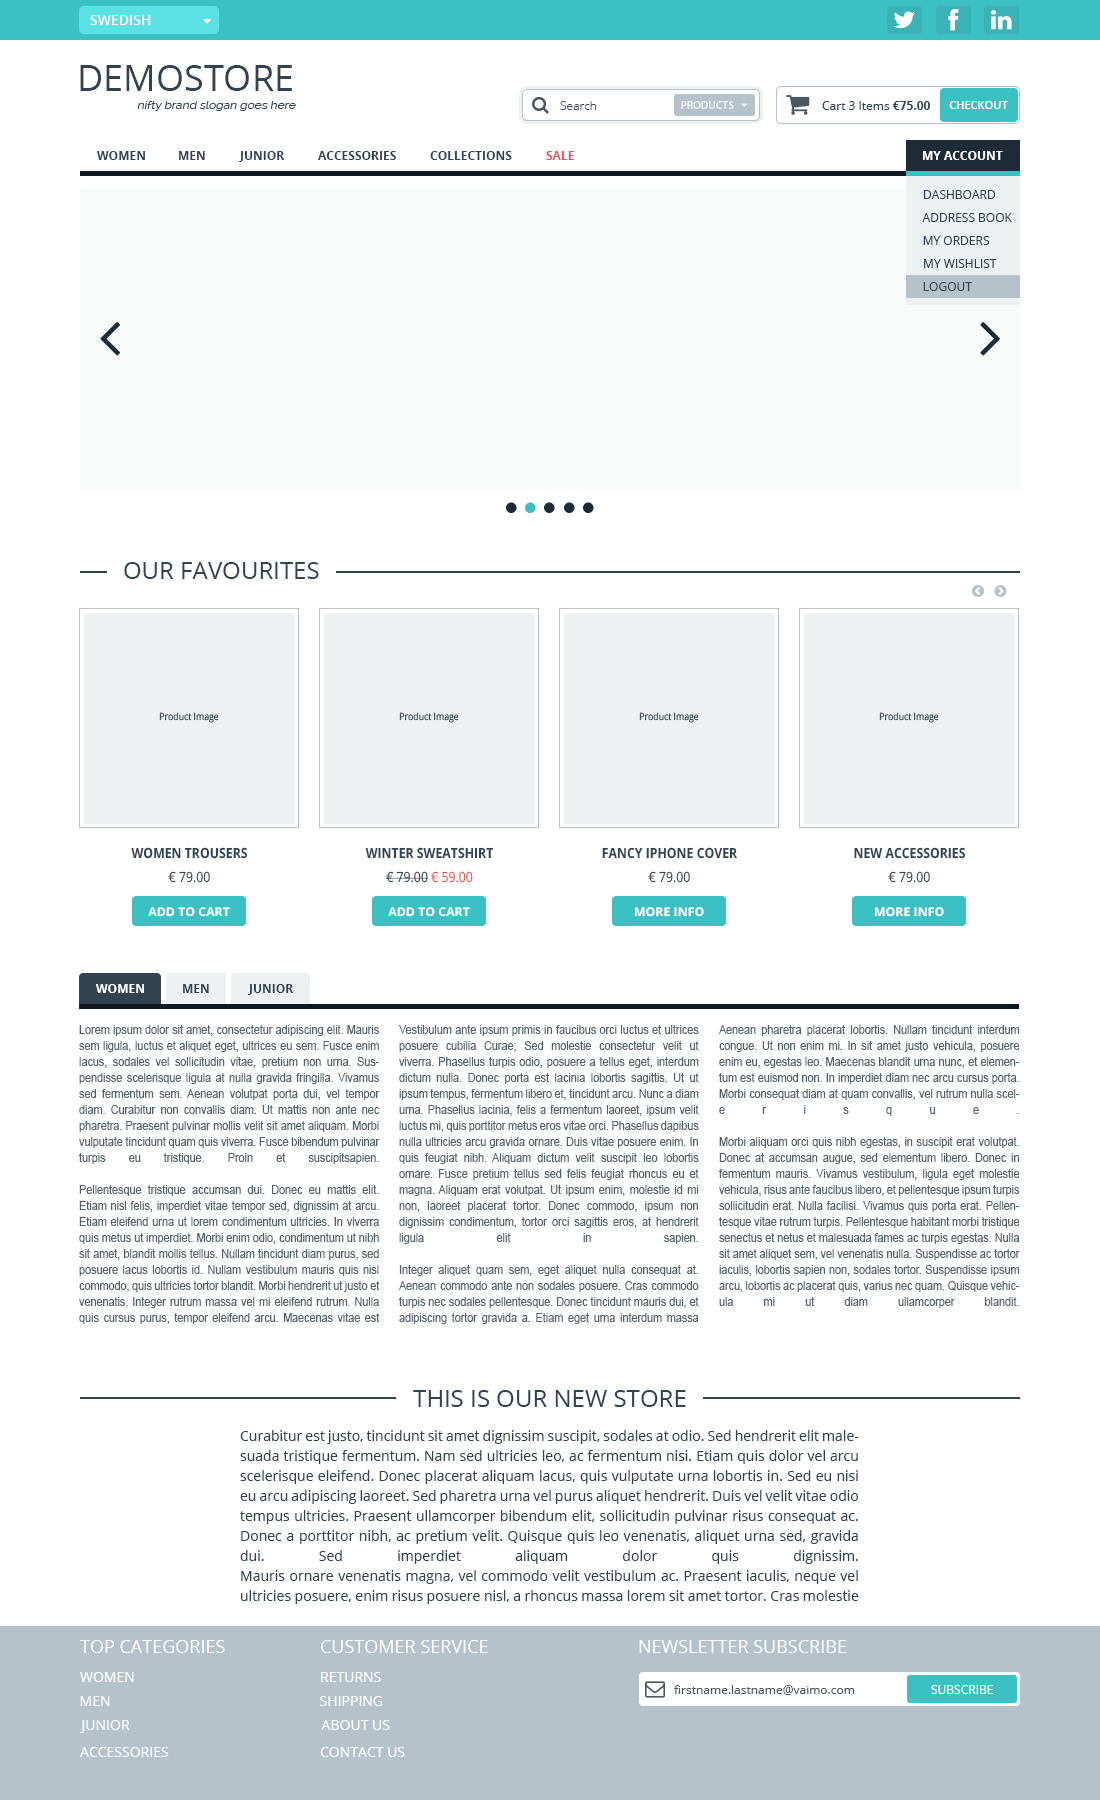 SWEDISH
DEMOSTORE
nifty brand slogan goes here
Search
PRODUCTS
Cart 3 Items €75.00
CHECKOUT
WOMEN MEN JUNIOR ACCESSORIES COLLECTIONS SALE
MY ACCOUNT
DASHBOARD
ADDRESS BOOK
MY ORDERS
MY WISHLIST
LOGOUT
OUR FAVOURITES
Product Image
Product Image
Product Image
Product Image
WOMEN TROUSERS
€ 79.00
ADD TO CART
WINTER SWEATSHIRT
€ 79.00 € 59.00
ADD TO CART
FANCY IPHONE COVER
€ 79.00
MORE INFO
NEW ACCESSORIES
€ 79.00
MORE INFO
WOMEN MEN JUNIOR
Lorem ipsum dolor sit amet, consectetur adipiscing elit. Mauris
sem ligula, luctus et aliquet eget, ultrices eu sem. Fusce enim
lacus, sodales vel sollicitudin vitae, pretium non urna. Sus-
pendisse scelerisque ligula at nulla gravida fringilla. Vivamus
sed fermentum sem. Aenean volutpat porta dui, vel tempor
diam. Curabitur non convallis diam. Ut mattis non ante nec
pharetra. Praesent pulvinar mollis velit sit amet aliquam. Morbi
vulputate tincidunt quam quis viverra. Fusce bibendum pulvinar
turpis eu tristique. Proin et suscipitsapien.
Pellentesque tristique accumsan dui. Donec eu mattis elit.
Etiam nisl felis, imperdiet vitae tempor sed, dignissim at arcu.
Etiam eleifend urna ut lorem condimentum ultricies. In viverra
quis metus ut imperdiet. Morbi enim odio, condimentum ut nibh
sit amet, blandit mollis tellus. Nullam tincidunt diam purus, sed
posuere lacus lobortis id. Nullam vestibulum mauris quis nisl
commodo, quis ultricies tortor blandit. Morbi hendrerit ut justo et
venenatis. Integer rutrum massa vel mi eleifend rutrum. Nulla
quis cursus purus, tempor eleifend arcu. Maecenas vitae est
Vestibulum ante ipsum primis in faucibus orci luctus et ultrices
posuere cubilia Curae; Sed molestie consectetur velit ut
viverra. Phasellus turpis odio, posuere a tellus eget, interdum
dictum nulla. Donec porta est lacinia lobortis sagittis. Ut ut
ipsum tempus, fermentum libero et, tincidunt arcu. Nunc a diam
urna. Phasellus lacinia, felis a fermentum laoreet, ipsum velit
luctus mi, quis porttitor metus eros vitae orci. Phasellus dapibus
nulla ultricies arcu gravida ornare. Duis vitae posuere enim. In
quis feugiat nibh. Aliquam dictum velit suscipit leo lobortis
ornare. Fusce pretium tellus sed felis feugiat rhoncus eu et
magna. Aliquam erat volutpat. Ut ipsum enim, molestie id mi
non, laoreet placerat tortor. Donec commodo, ipsum non
dignissim condimentum, tortor orci sagittis eros, at hendrerit
ligula elit in sapien.
Integer aliquet quam sem, eget aliquet nulla consequat at.
Aenean commodo ante non sodales posuere. Cras commodo
turpis nec sodales pellentesque. Donec tincidunt mauris dui, et
adipiscing tortor gravida a. Etiam eget urna interdum massa
Aenean pharetra placerat lobortis. Nullam tincidunt interdum
congue. Ut non enim mi. In sit amet justo vehicula, posuere
enim eu, egestas leo. Maecenas blandit urna nunc, et elemen-
tum est euismod non. In imperdiet diam nec arcu cursus porta.
Morbi consequat diam at quam convallis, vel rutrum nulla scel-
e r i s q u e .
Morbi aliquam orci quis nibh egestas, in suscipit erat volutpat.
Donec at accumsan augue, sed elementum libero. Donec in
fermentum mauris. Vivamus vestibulum, ligula eget molestie
vehicula, risus ante faucibus libero, et pellentesque ipsum turpis
sollicitudin erat. Nulla facilisi. Vivamus quis porta erat. Pellen-
tesque vitae rutrum turpis. Pellentesque habitant morbi tristique
senectus et netus et malesuada fames ac turpis egestas. Nulla
sit amet aliquet sem, vel venenatis nulla. Suspendisse ac tortor
iaculis, lobortis sapien non, sodales tortor. Suspendisse ipsum
arcu, lobortis ac placerat quis, varius nec quam. Quisque vehic-
ula mi ut diam ullamcorper blandit.
THIS IS OUR NEW STORE
Curabitur est justo, tincidunt sit amet dignissim suscipit, sodales at odio. Sed hendrerit elit male-
suada tristique fermentum. Nam sed ultricies leo, ac fermentum nisi. Etiam quis dolor vel arcu
scelerisque eleifend. Donec placerat aliquam lacus, quis vulputate urna lobortis in. Sed eu nisi
eu arcu adipiscing laoreet. Sed pharetra urna vel purus aliquet hendrerit. Duis vel velit vitae odio
tempus ultricies. Praesent ullamcorper bibendum elit, sollicitudin pulvinar risus consequat ac.
Donec a porttitor nibh, ac pretium velit. Quisque quis leo venenatis, aliquet urna sed, gravida
dui. Sed imperdiet aliquam dolor quis dignissim.
Mauris ornare venenatis magna, vel commodo velit vestibulum ac. Praesent iaculis, neque vel
ultricies posuere, enim risus posuere nisl, a rhoncus massa lorem sit amet tortor. Cras molestie
TOP CATEGORIES
WOMEN
MEN
JUNIOR
ACCESSORIES
CUSTOMER SERVICE
RETURNS
SHIPPING
ABOUT US
CONTACT US
NEWSLETTER SUBSCRIBE
firstname.lastname@vaimo.com
SUBSCRIBE